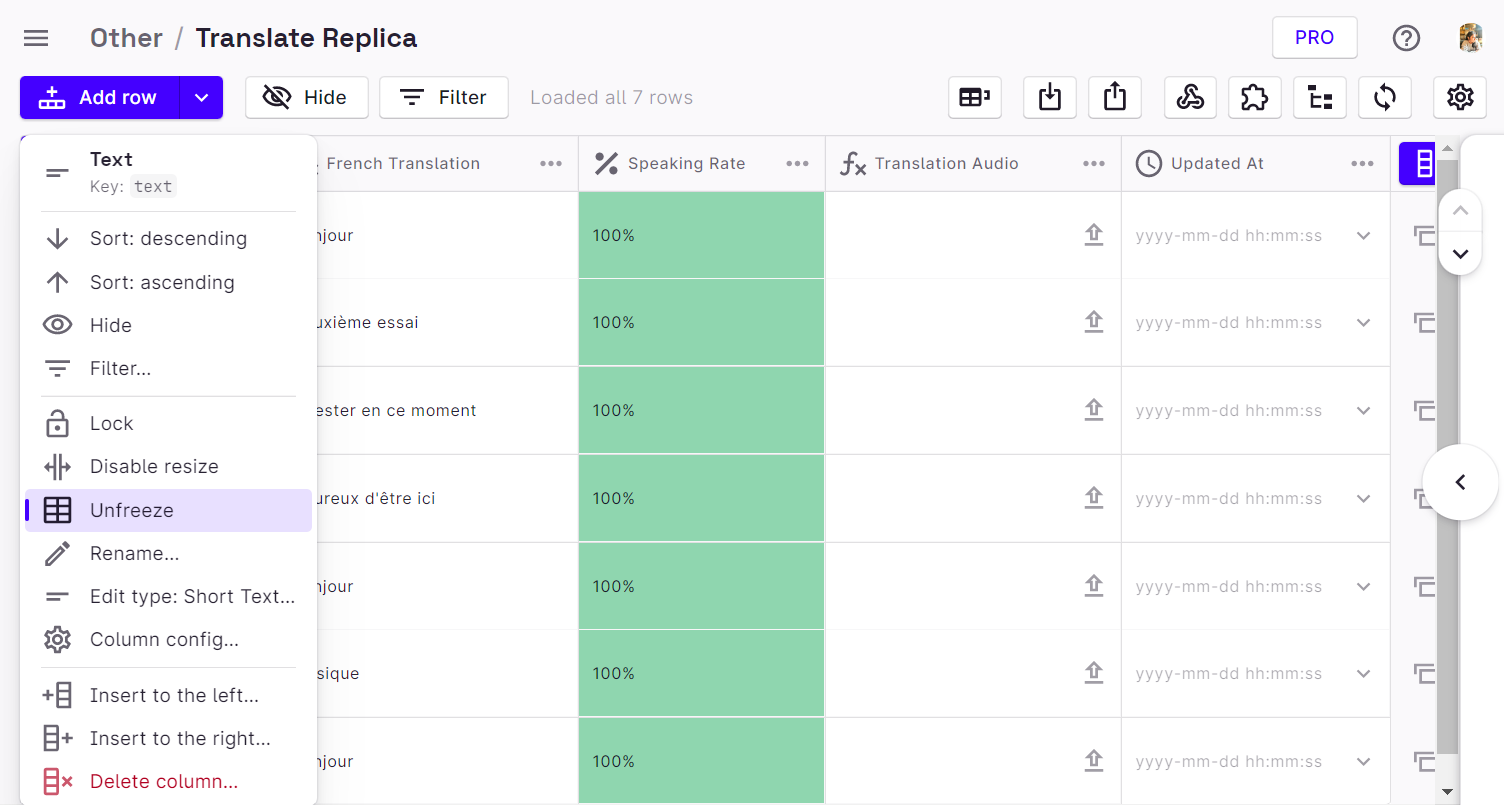 Other / Translate Replica
PRO
Add row
Hide
Filter
Loaded all 7 rows
Text
Key: text
Sort: descending
Sort: ascending
Hide
Filter...
Lock
Disable resize
Unfreeze
Rename...
Edit type: Short Text...
Column config...
Insert to the left...
Insert to the right...
Delete column...
French Translation
Speaking Rate
Translation Audio
Updated At
njour
100%
yyyy-mm-dd hh:mm:ss
uxième essai
100%
yyyy-mm-dd hh:mm:ss
ester en ce moment
100%
yyyy-mm-dd hh:mm:ss
ureux d'être ici
100%
yyyy-mm-dd hh:mm:ss
njour
100%
yyyy-mm-dd hh:mm:ss
sique
100%
yyyy-mm-dd hh:mm:ss
njour
100%
yyyy-mm-dd hh:mm:ss